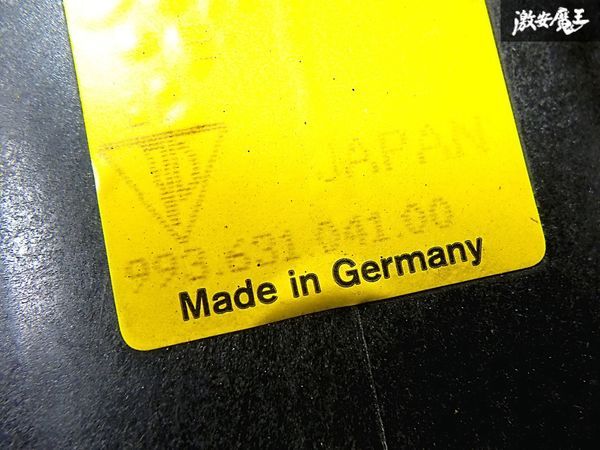 激安魔王
JAPAN
993.631 041.00
Made in Germany